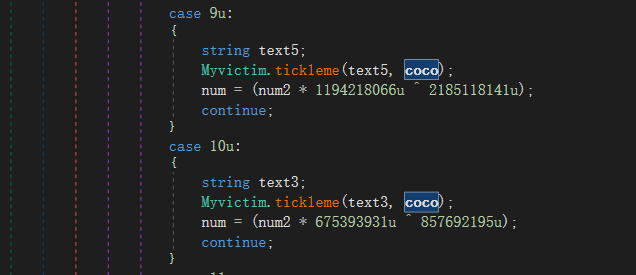 case 9u:
{
string text5;
Myvictim.tickleme(text5, coco);
num = (num2 * 1194218066u ^ 2185118141u);
continue;
}
case 10u:
{
string text3;
Myvictim.tickleme(text3, coco);
num = (num2 * 675393931u ^ 857692195u);
continue;
}